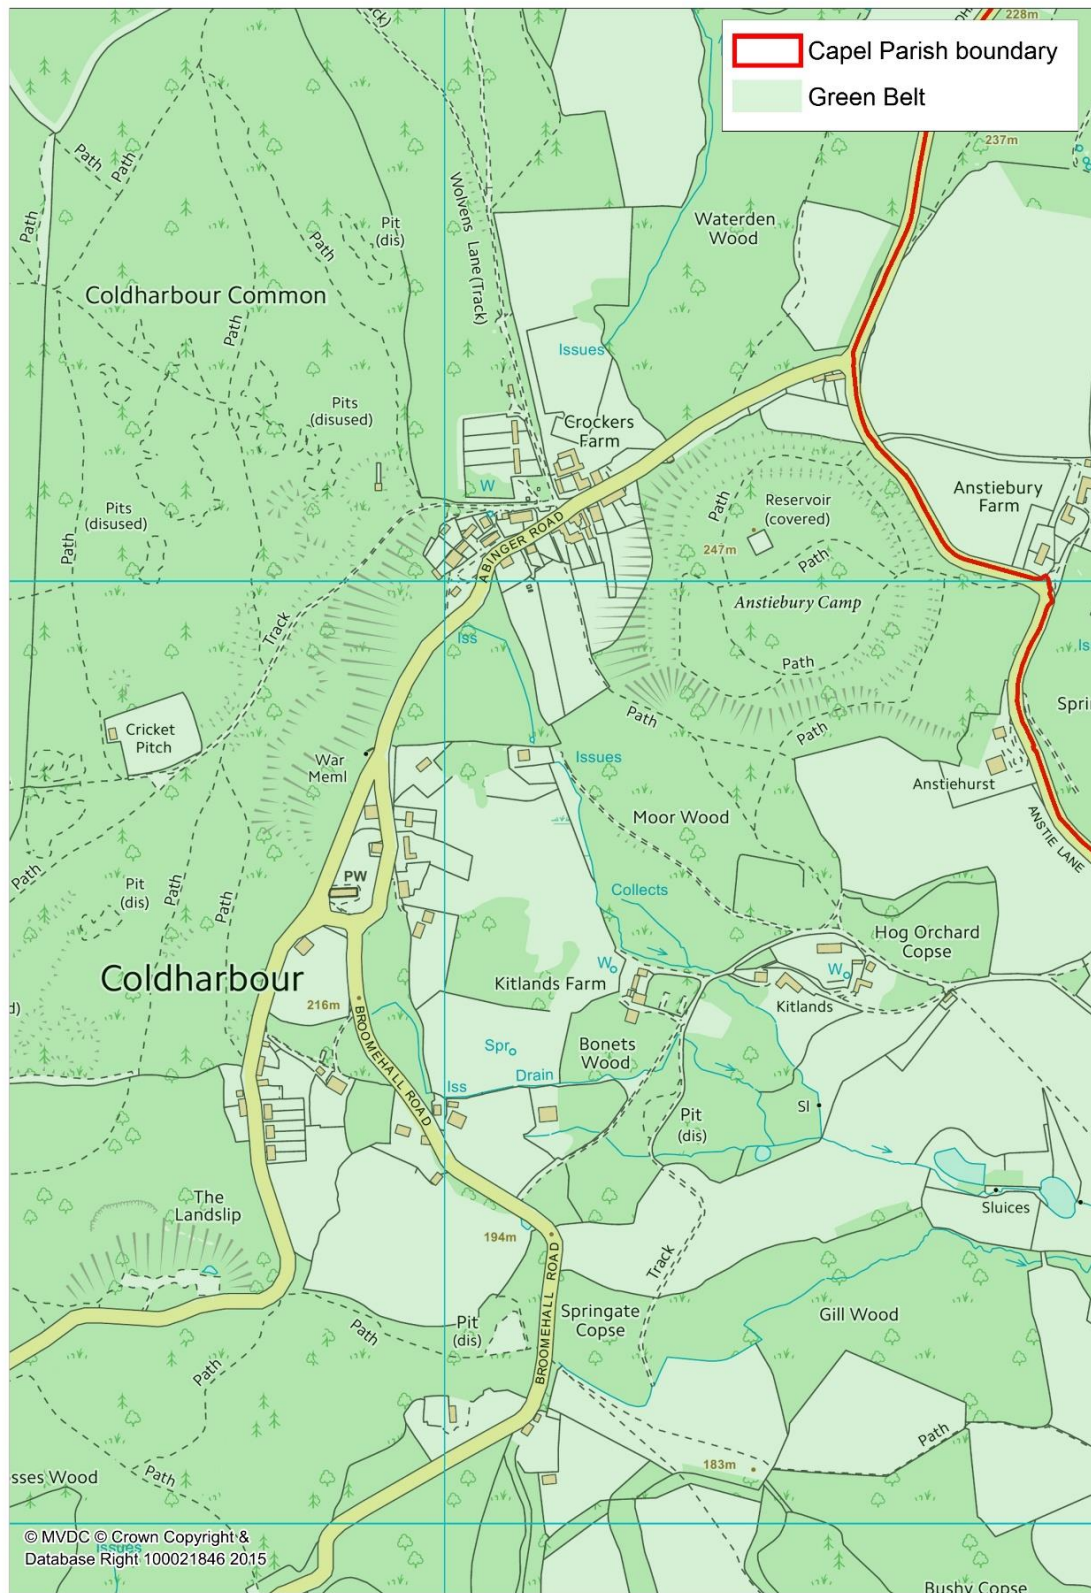 Track)
228m
Capel Parish boundary
Green Belt
237m
Path
Path
Path
Path
Pit
(dis)
Wolvens Lane (Track)
Waterden
Wood
Coldharbour Common
Path
Issues
Pits
(disused)
Crockers
Farm
W
Pits
(disused)
Path
Path
Reservoir
(covered)
Anstiebury
Farm
ABINGER ROAD
247m
Path
Anstiebury Camp
Track
Iss
Is
Path
Path
Path
Spri
Cricket
Pitch
War
Meml
Issues
Anstiehurst
Moor Wood
ANSTIE LANE
Path
Pit
(dis)
Path
Path
PW
Collects
Hog Orchard
Copse
Coldharbour
W
W
Kitlands Farm
Kitlands
216m
d)
BROOMEHALL ROAD
Spr
Bonets
Wood
Iss
Drain
Pit
(dis)
Sl
The
Landslip
Sluices
194m
BROOMEHALL ROAD
Track
Path
Pit
(dis)
Springate
Copse
Gill Wood
Path
Path
sses Wood
Path
183m
© MVDC © Crown Copyright &
Database Right 100021846 2015
Issues
Bushy Copse